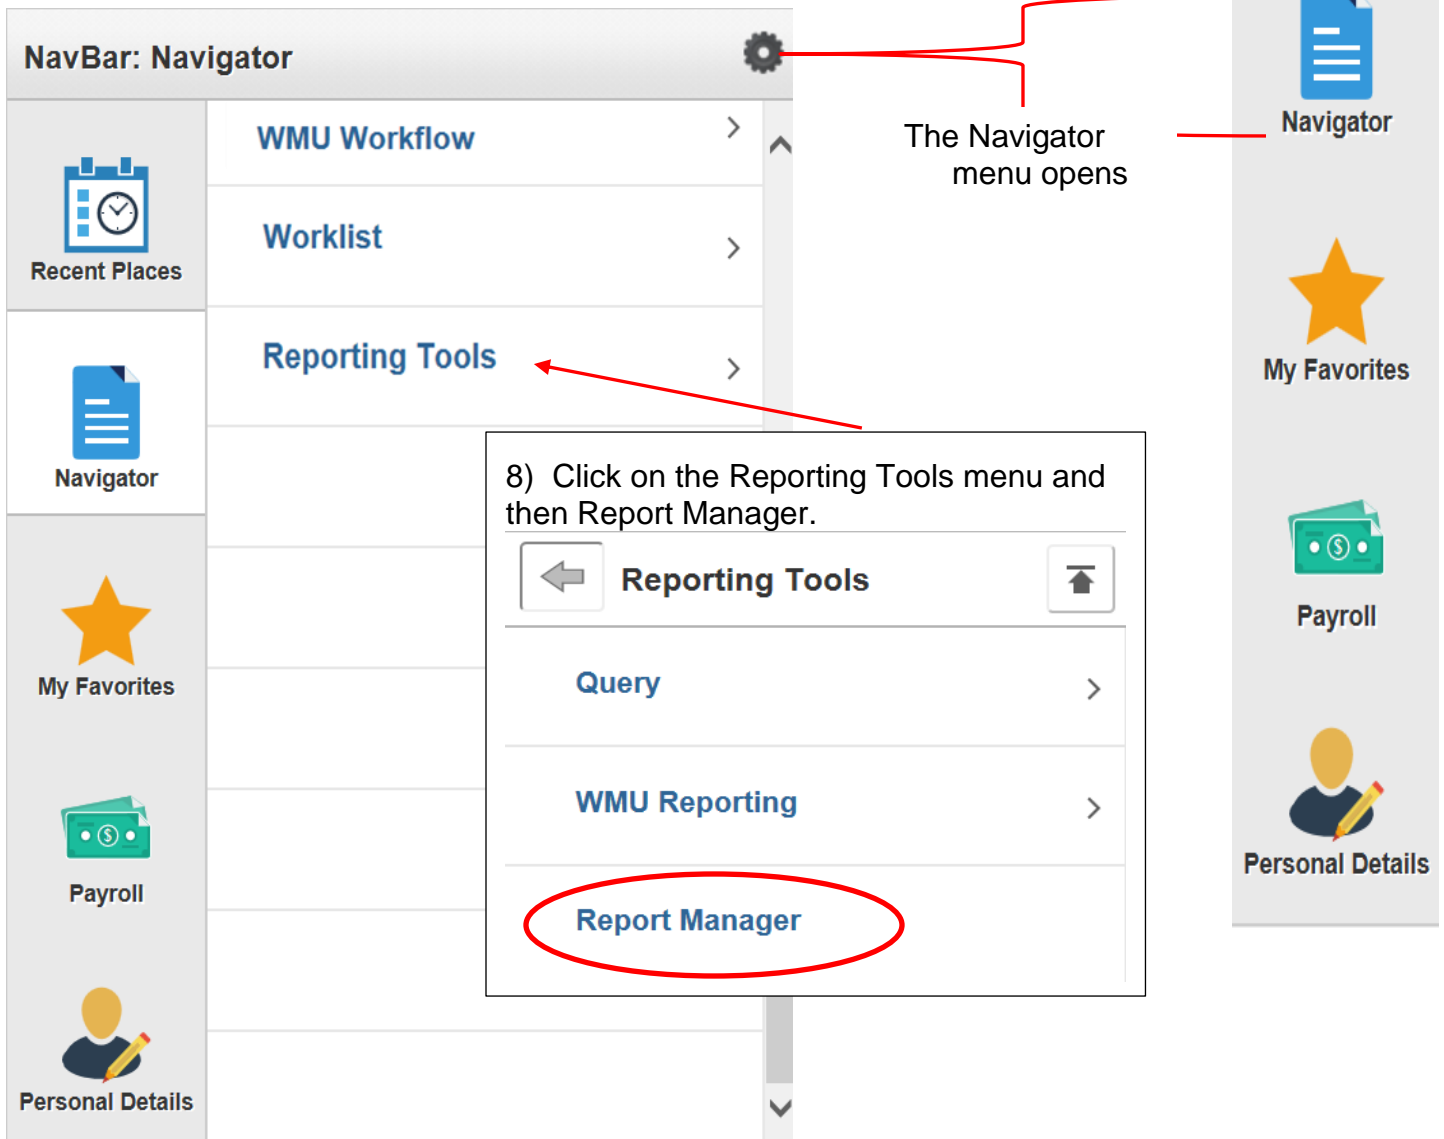 NavBar: Navigator
Recent Places
Navigator
My Favorites
Payroll
Personal Details
WMU Workflow
Worklist
Reporting Tools
8) Click on the Reporting Tools menu and
then Report Manager.
Reporting Tools
Query
WMU Reporting
Report Manager
The Navigator
menu opens
Navigator
My Favorites
Payroll
Personal Details